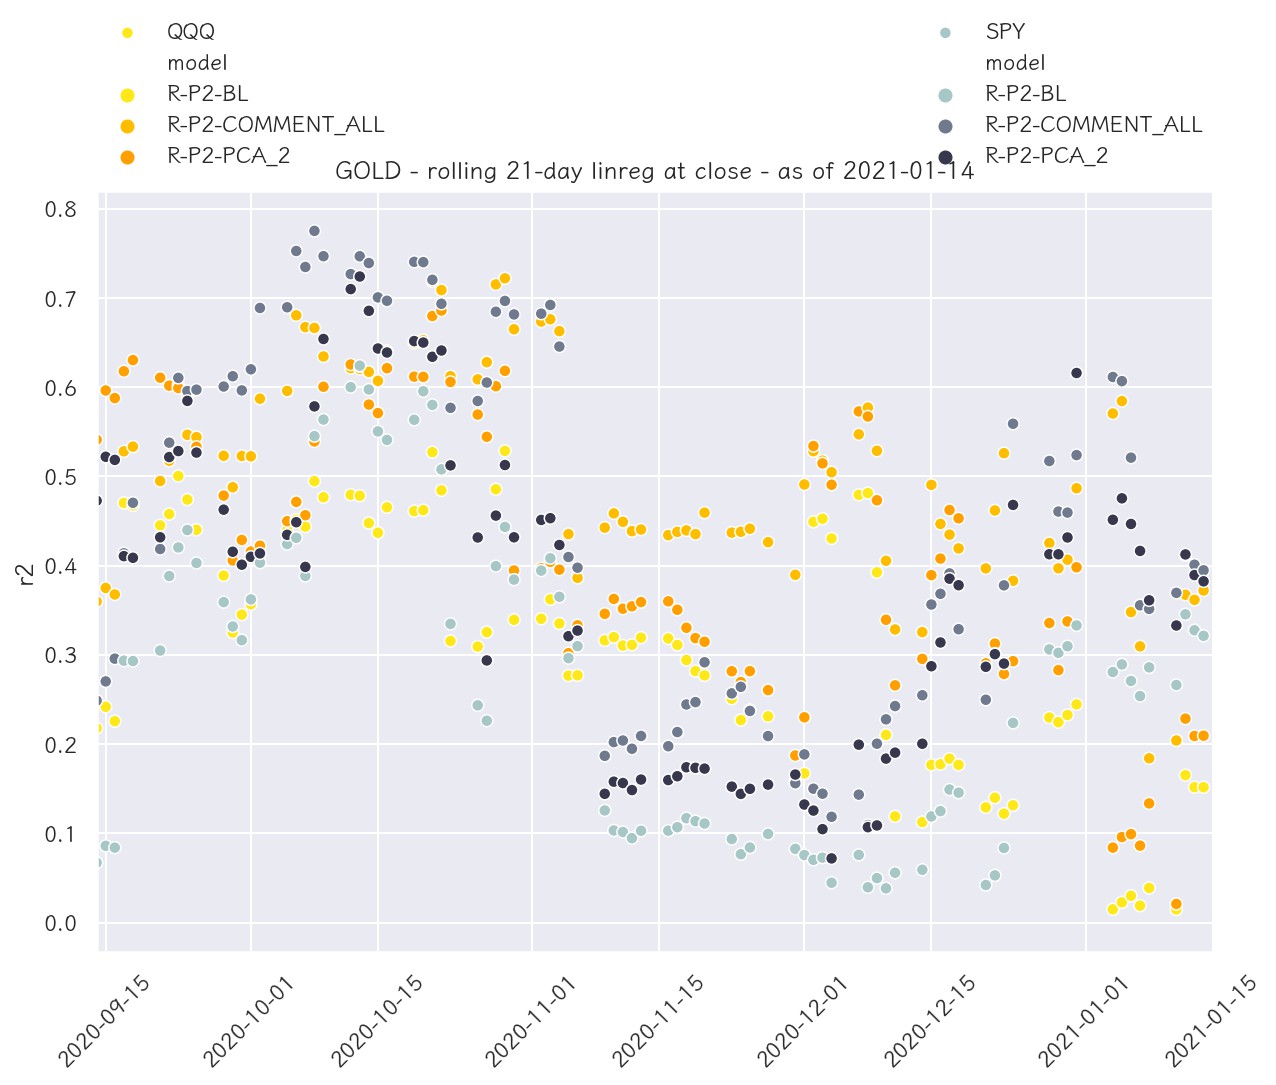 QQQ
model
R-P2-BL
R-P2-COMMENT_ALL
R-P2-PCA_2
SPY
model
R-P2-BL
R-P2-COMMENT_ALL
R-P2-PCA_2
GOLD - rolling 21-day linreg at close - as of 2021-01-14
0.8
0.7
0.6
0.5
0.4
0.3
0.2
0.1
0.0
r2
2020-09-15
2020-10-01
2020-10-15
2020-11-01
2020-11-15
2020-12-01
2020-12-15
2021-01-01
2021-01-15